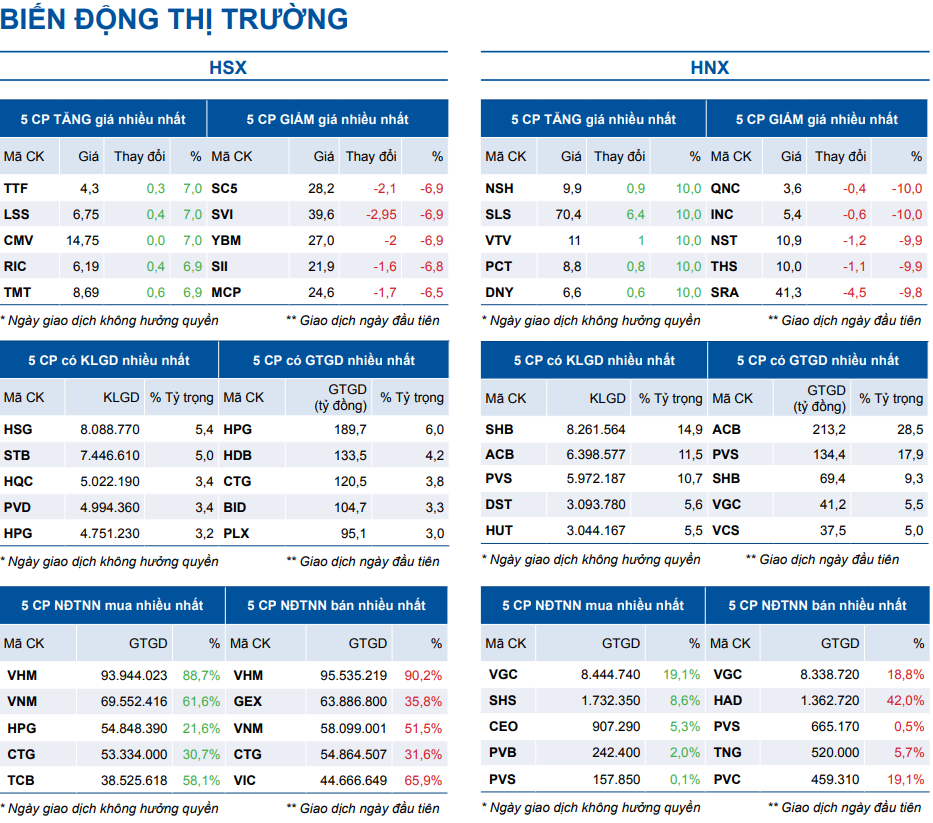 BIẾN ĐỘNG THỊ TRƯỜNG
HSX
5 CP TĂNG giá nhiều nhất 5 CP GIẢM giá nhiều nhất
Mã CK Giá Thay đổi % Mã CK Giá Thay đổi %
TTF 4,3 0,3 7,0 SC5 28,2 -2,1 -6,9
LSS 6,75 0,4 7,0 SVI 39,6 -2,95 -6,9
CMV 14,75 0,0 7,0 YBM 27,0 -2 -6,9
RIC 6,19 0,4 6,9 SII 21,9 -1,6 -6,8
TMT 8,69 0,6 6,9 MCP 24,6 -1,7 -6,5
* Ngày giao dịch không hưởng quyền ** Giao dịch ngày đầu tiên
5 CP có KLGD nhiều nhất 5 CP có GTGD nhiều nhất
Mã CK KLGD % Tỷ trọng Mã CK GTGD (tỷ đồng) % Tỷ trọng
HSG 8.088.770 5,4 HPG 189,7 6,0
STB 7.446.610 5,0 HDB 133,5 4,2
HQC 5.022.190 3,4 CTG 120,5 3,8
PVD 4.994.360 3,4 BID 104,7 3,3
HPG 4.751.230 3,2 PLX 95,1 3,0
* Ngày giao dịch không hưởng quyền ** Giao dịch ngày đầu tiên
5 CP NĐTNN mua nhiều nhất 5 CP NĐTNN bán nhiều nhất
Mã CK GTGD % Mã CK GTGD %
VHM 93.944.023 88,7% VHM 95.535.219 90,2%
VNM 69.552.416 61,6% GEX 63.886.800 35,8%
HPG 54.848.390 21,6% VNM 58.099.001 51,5%
CTG 53.334.000 30,7% CTG 54.864.507 31,6%
TCB 38.525.618 58,1% VIC 44.666.649 65,9%
* Ngày giao dịch không hưởng quyền ** Giao dịch ngày đầu tiên
HNX
5 CP TĂNG giá nhiều nhất 5 CP GIẢM giá nhiều nhất
Mã CK Giá Thay đổi % Mã CK Giá Thay đổi %
NSH 9,9 0,9 10,0 QNC 3,6 -0,4 -10,0
SLS 70,4 6,4 10,0 INC 5,4 -0,6 -10,0
VTV 11 1 10,0 NST 10,9 -1,2 -9,9
PCT 8,8 0,8 10,0 THS 10,0 -1,1 -9,9
DNY 6,6 0,6 10,0 SRA 41,3 -4,5 -9,8
* Ngày giao dịch không hưởng quyền ** Giao dịch ngày đầu tiên
5 CP có KLGD nhiều nhất 5 CP có GTGD nhiều nhất
Mã CK KLGD % Tỷ trọng Mã CK GTGD (tỷ đồng) % Tỷ trọng
SHB 8.261.564 14,9 ACB 213,2 28,5
ACB 6.398.577 11,5 PVS 134,4 17,9
PVS 5.972.187 10,7 SHB 69,4 9,3
DST 3.093.780 5,6 VGC 41,2 5,5
HUT 3.044.167 5,5 VCS 37,5 5,0
* Ngày giao dịch không hưởng quyền ** Giao dịch ngày đầu tiên
5 CP NĐTNN mua nhiều nhất 5 CP NĐTNN bán nhiều nhất
Mã CK GTGD % Mã CK GTGD %
VGC 8.444.740 19,1% VGC 8.338.720 18,8%
SHS 1.732.350 8,6% HAD 1.362.720 42,0%
CEO 907.290 5,3% PVS 665.170 0,5%
PVB 242.400 2,0% TNG 520.000 5,7%
PVS 157.850 0,1% PVC 459.310 19,1%
* Ngày giao dịch không hưởng quyền ** Giao dịch ngày đầu tiên